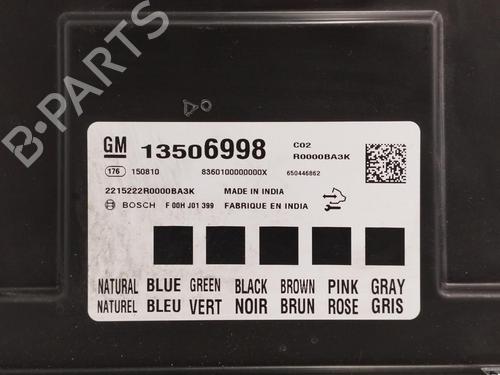 GM 13506998 C02
R0000BA3K
176 150810 8360100000000X 650446862
2215222R0000BA3K MADE IN INDIA
BOSCH F 00H J01 399 FABRIQUE EN INDIA
NATURAL BLUE GREEN BLACK BROWN PINK GRAY
NATUREL BLEU VERT NOIR BRUN ROSE GRIS
B-PARTS